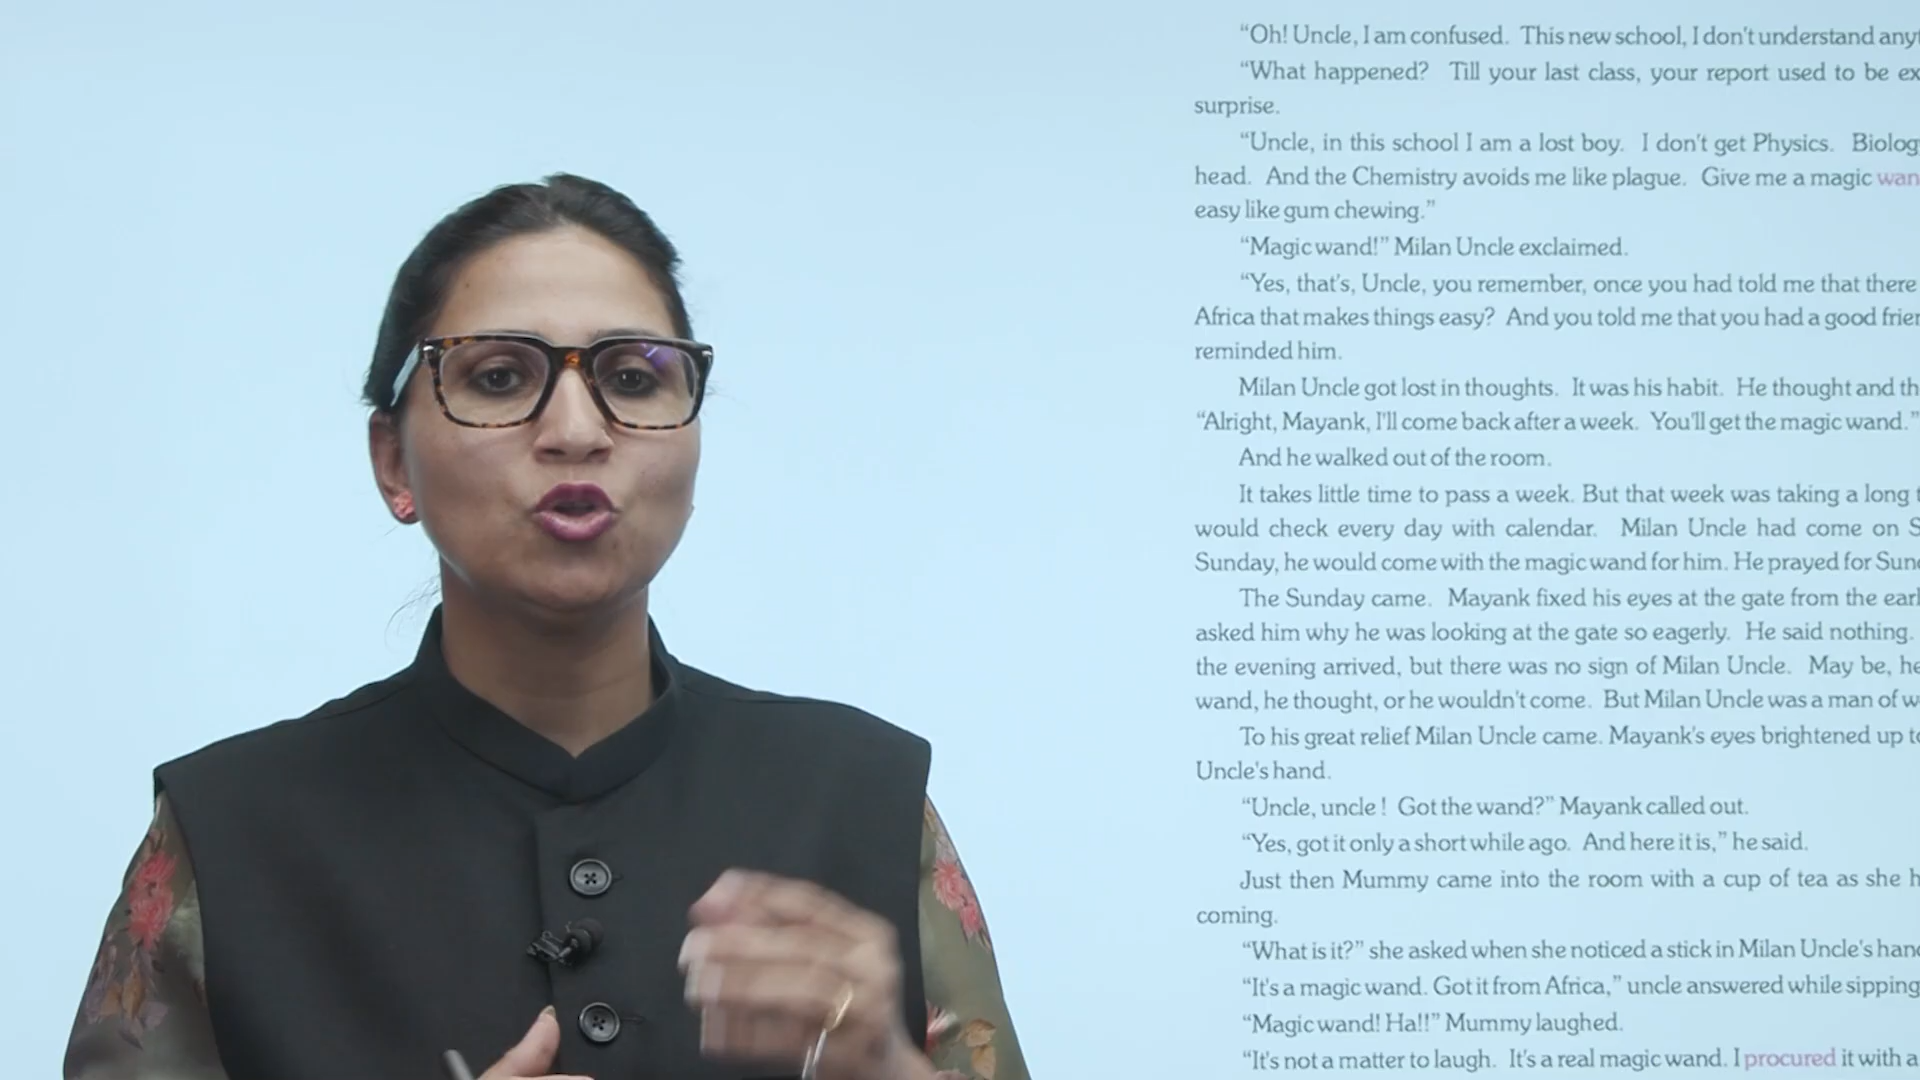 “Oh! Uncle, I am confused. This new school, I don't understand
“What happened? Till your last class, your report used to be
surprise.
“Uncle, in this school I am a lost boy. I don't get Physics.
head. And the Chemistry avoids me like plague. Give me a magic
easy like gum chewing.”
“Magic wand!” Milan Uncle exclaimed.
“Yes, that's, Uncle, you remember, once you had told me that there
Africa that makes things easy? And you told me that you had a good
reminded him.
Milan Uncle got lost in thoughts. It was his habit. He thought and
“Alright, Mayank, I'll come back after a week. You'll get the magic wand.”
And he walked out of the room.
It takes little time to pass a week. But that week was taking a long
would check every day with calendar. Milan Uncle had come on
Sunday, he would come with the magic wand for him. He prayed for
The Sunday came. Mayank fixed his eyes at the gate from the
asked him why he was looking at the gate so eagerly. He said nothing.
the evening arrived, but there was no sign of Milan Uncle. May be,
wand, he thought, or he wouldn't come. But Milan Uncle was a man of
To his great relief Milan Uncle came. Mayank's eyes brightened up
Uncle's hand.
“Uncle, uncle ! Got the wand?” Mayank called out.
“Yes, got it only a short while ago. And here it is,” he said.
Just then Mummy came into the room with a cup of tea as she
coming.
“What is it?” she asked when she noticed a stick in Milan Uncle's
“It's a magic wand. Got it from Africa,” uncle answered while sipping
“Magic wand! Ha!!” Mummy laughed.
“It's not a matter to laugh. It's a real magic wand. I procured it with a